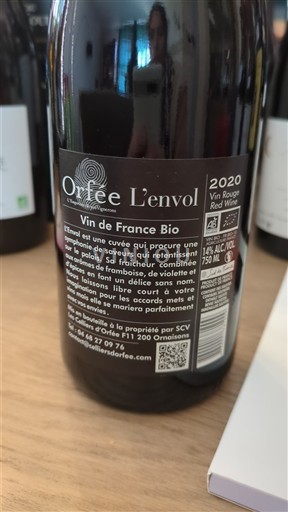 Orfée L'envol
Vin de France Bio
L'Envol est une cuvée qui procure une
symphonie de saveurs qui rebondissent
sur le palais. Sa fraîcheur combinée
aux arômes de framboise, de violette et
d'épices en font un délice sans nom.
Nous laissons libre court à votre
imagination pour les accords mets et
vins, mais elle se mariera parfaitement
avec vos envies.
Mis en bouteille à la propriété par SCV
Les Celliers d'Orfée F11 200 Ornaisons
Tel : 04 68 27 09 76
contact@celliersdorfee.com
2020
Vin Rouge
Red Wine
AB
14% ALC./VOL
750 ML